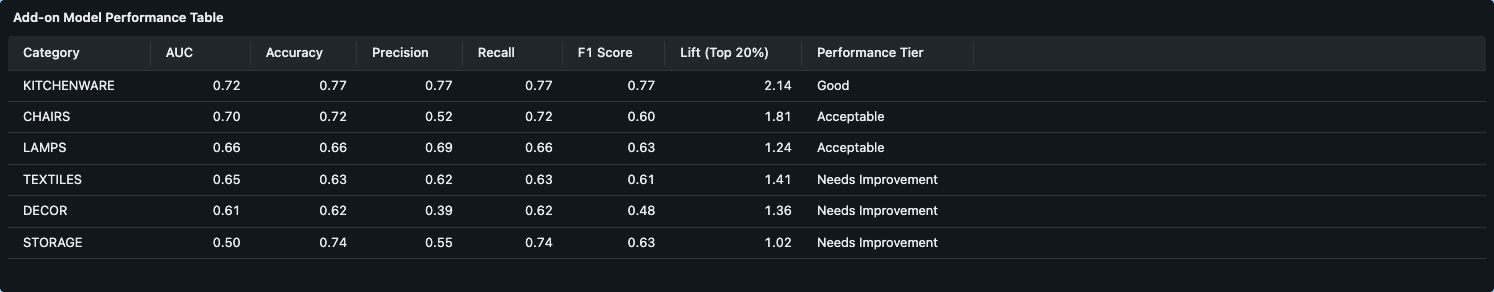 Add-on Model Performance Table
Category AUC Accuracy Precision Recall F1 Score Lift (Top 20%) Performance Tier
KITCHENWARE 0.72 0.77 0.77 0.77 0.77 2.14 Good
CHAIRS 0.70 0.72 0.52 0.72 0.60 1.81 Acceptable
LAMPS 0.66 0.66 0.69 0.66 0.63 1.24 Acceptable
TEXTILES 0.65 0.63 0.62 0.63 0.61 1.41 Needs Improvement
DECOR 0.61 0.62 0.39 0.62 0.48 1.36 Needs Improvement
STORAGE 0.50 0.74 0.55 0.74 0.63 1.02 Needs Improvement